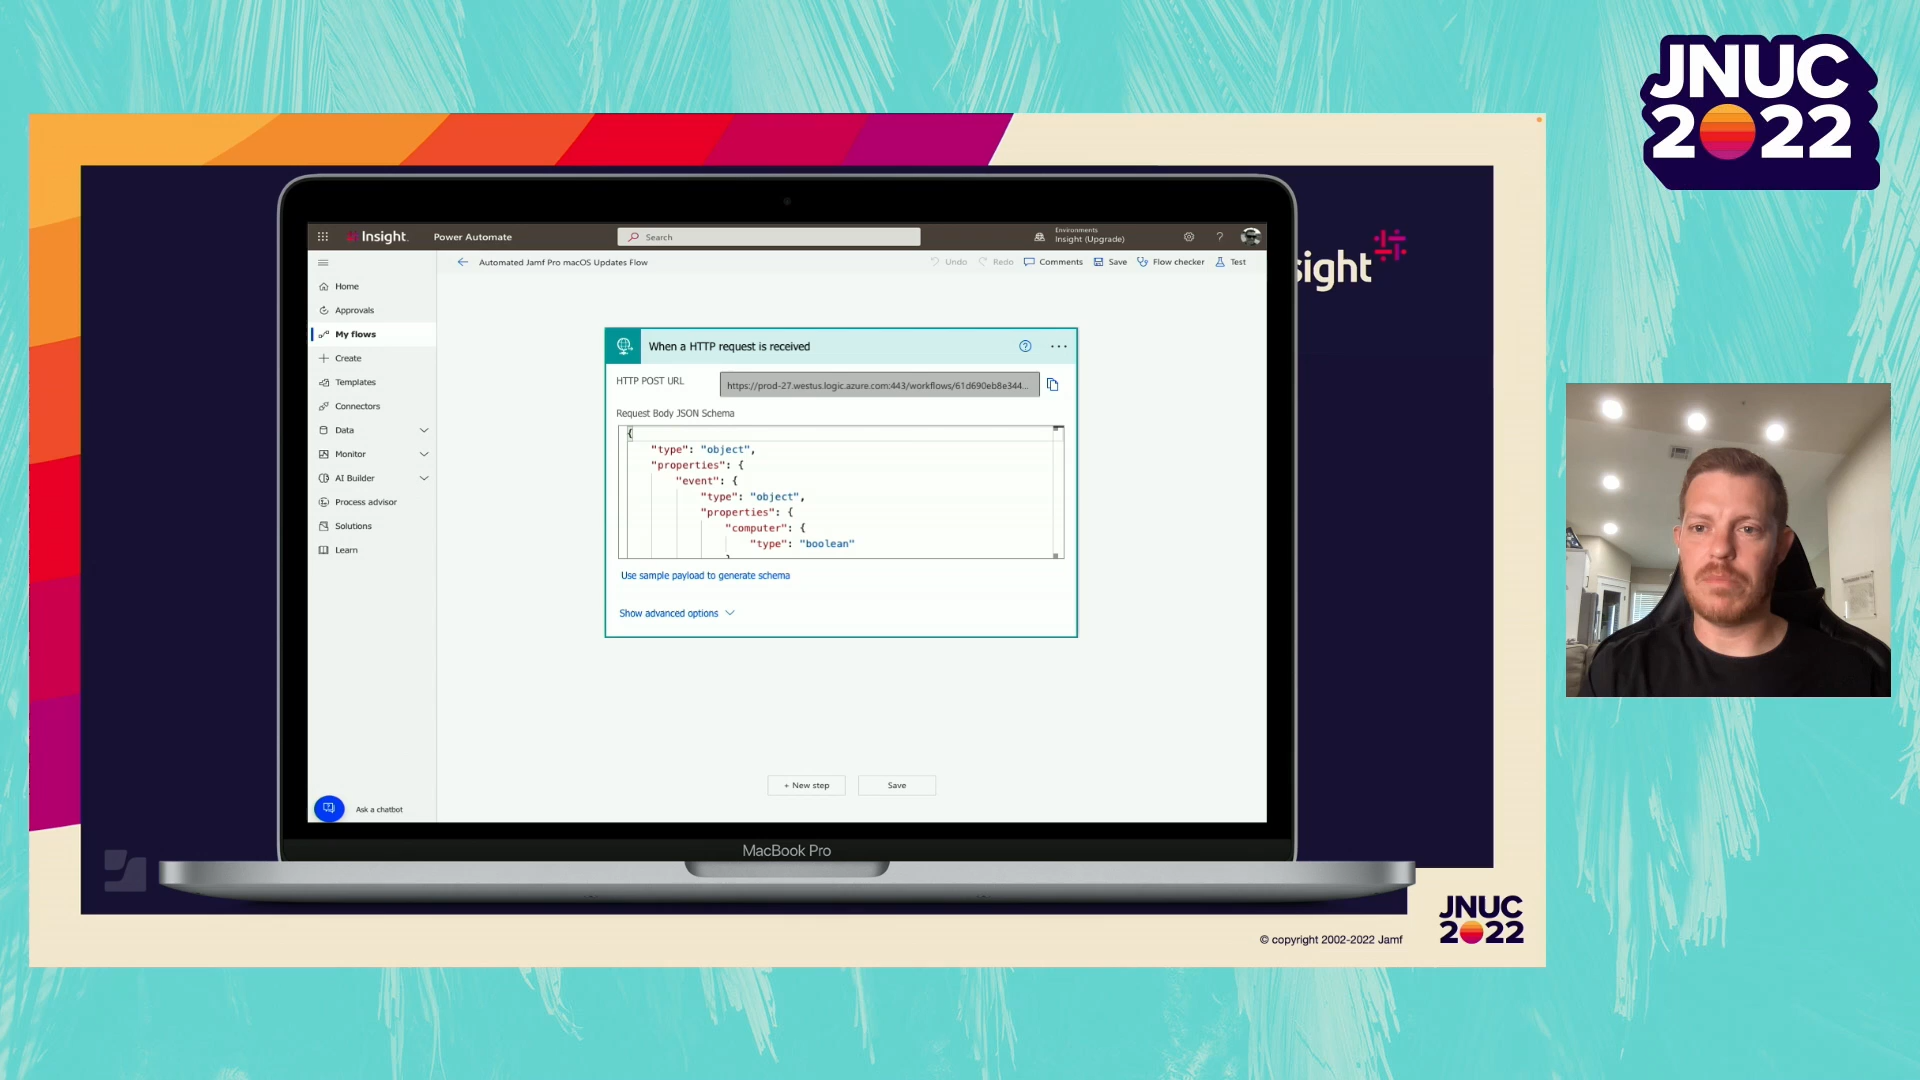 JNUC
2022
Insight
Power Automate
Search
Environments
Insight (Upgrade)
?
Automated Jamf Pro macOS Updates Flow
Undo
Redo
Comments
Save
Flow checker
Test
Home
Approvals
My flows
Create
Templates
Connectors
Data
Monitor
AI Builder
Process advisor
Solutions
Learn
Ask a chatbot
When a HTTP request is received
HTTP POST URL
https://prod-27.westus.logic.azure.com:443/workflows/61d690eb8e344...
Request Body JSON Schema
{
"type": "object",
"properties": {
"event": {
"type": "object",
"properties": {
"computer": {
"type": "boolean"
}
Use sample payload to generate schema
Show advanced options
+ New step
Save
MacBook Pro
sight
© copyright 2002-2022 Jamf
JNUC
2022